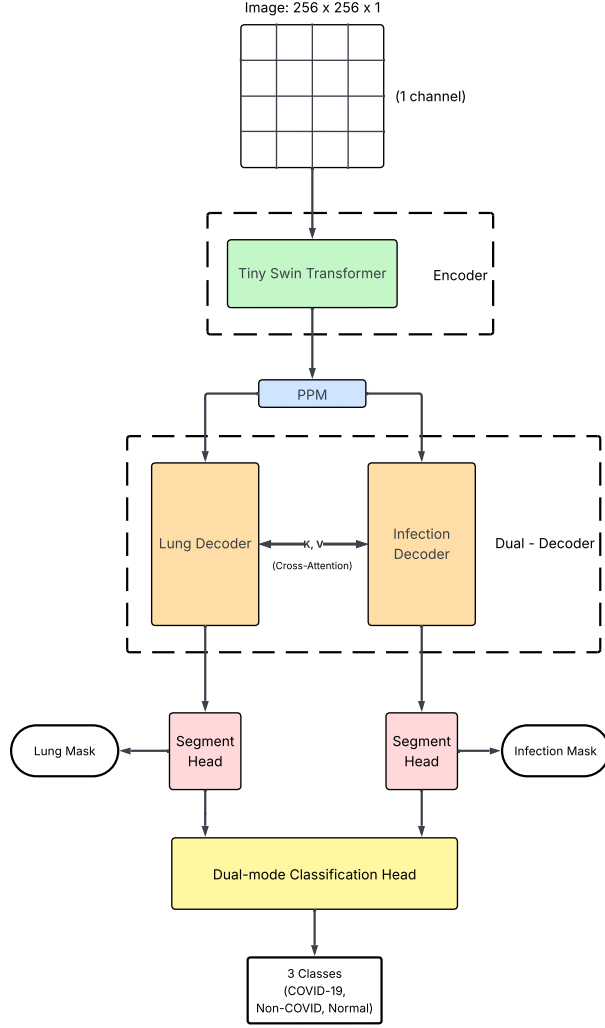 Image: 256 x 256 x 1
(1 channel)
Tiny Swin Transformer
Encoder
PPM
Lung Decoder
K, V
(Cross-Attention)
Infection
Decoder
Dual - Decoder
Lung Mask
Segment
Head
Segment
Head
Infection Mask
Dual-mode Classification Head
3 Classes
(COVID-19,
Non-COVID, Normal)